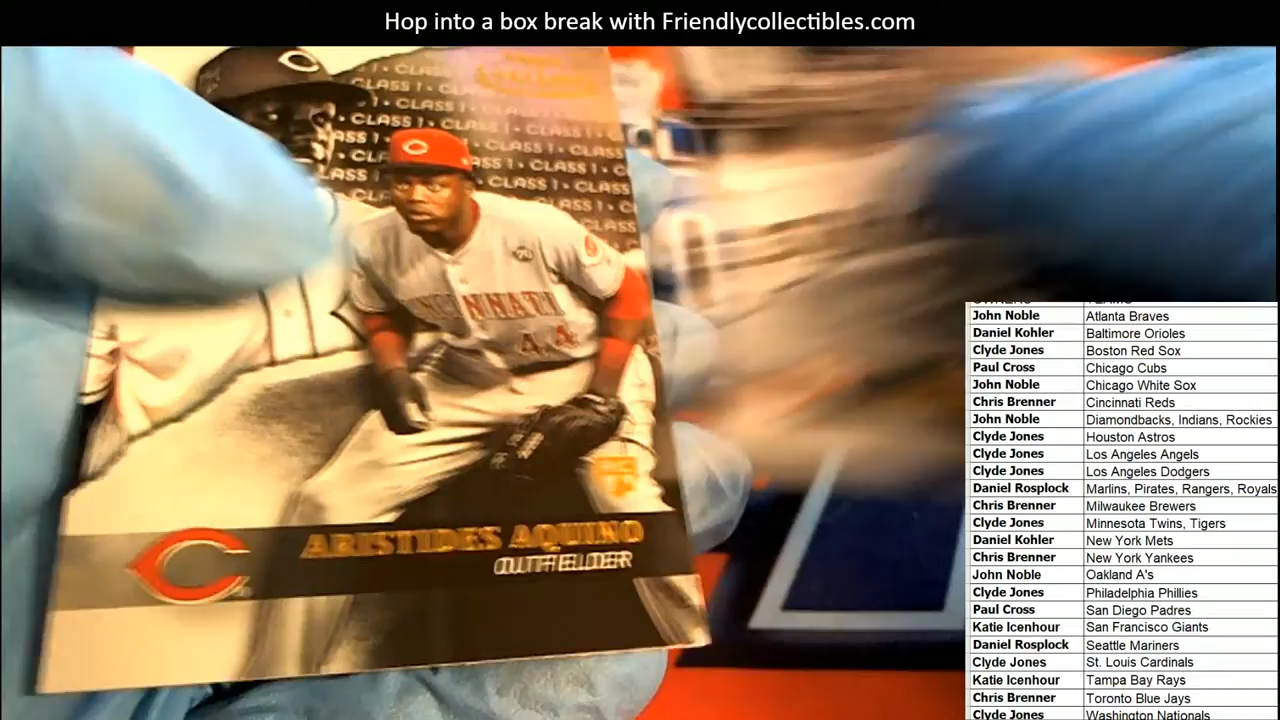 Hop into a box break with Friendlycollectibles.com
CLASS 1 • CLASS 1 • CLASS 1
CINCINNATI
44
RC
ARISTIDES AQUINO
OUTFIELDER
OWNERS TEAMS
John Noble Atlanta Braves
Daniel Kohler Baltimore Orioles
Clyde Jones Boston Red Sox
Paul Cross Chicago Cubs
John Noble Chicago White Sox
Chris Brenner Cincinnati Reds
John Noble Diamondbacks, Indians, Rockies
Clyde Jones Houston Astros
Clyde Jones Los Angeles Angels
Clyde Jones Los Angeles Dodgers
Daniel Rosplock Marlins, Pirates, Rangers, Royals
Chris Brenner Milwaukee Brewers
Clyde Jones Minnesota Twins, Tigers
Daniel Kohler New York Mets
Chris Brenner New York Yankees
John Noble Oakland A's
Clyde Jones Philadelphia Phillies
Paul Cross San Diego Padres
Katie Icenhour San Francisco Giants
Daniel Rosplock Seattle Mariners
Clyde Jones St. Louis Cardinals
Katie Icenhour Tampa Bay Rays
Chris Brenner Toronto Blue Jays
Clyde Jones Washington Nationals